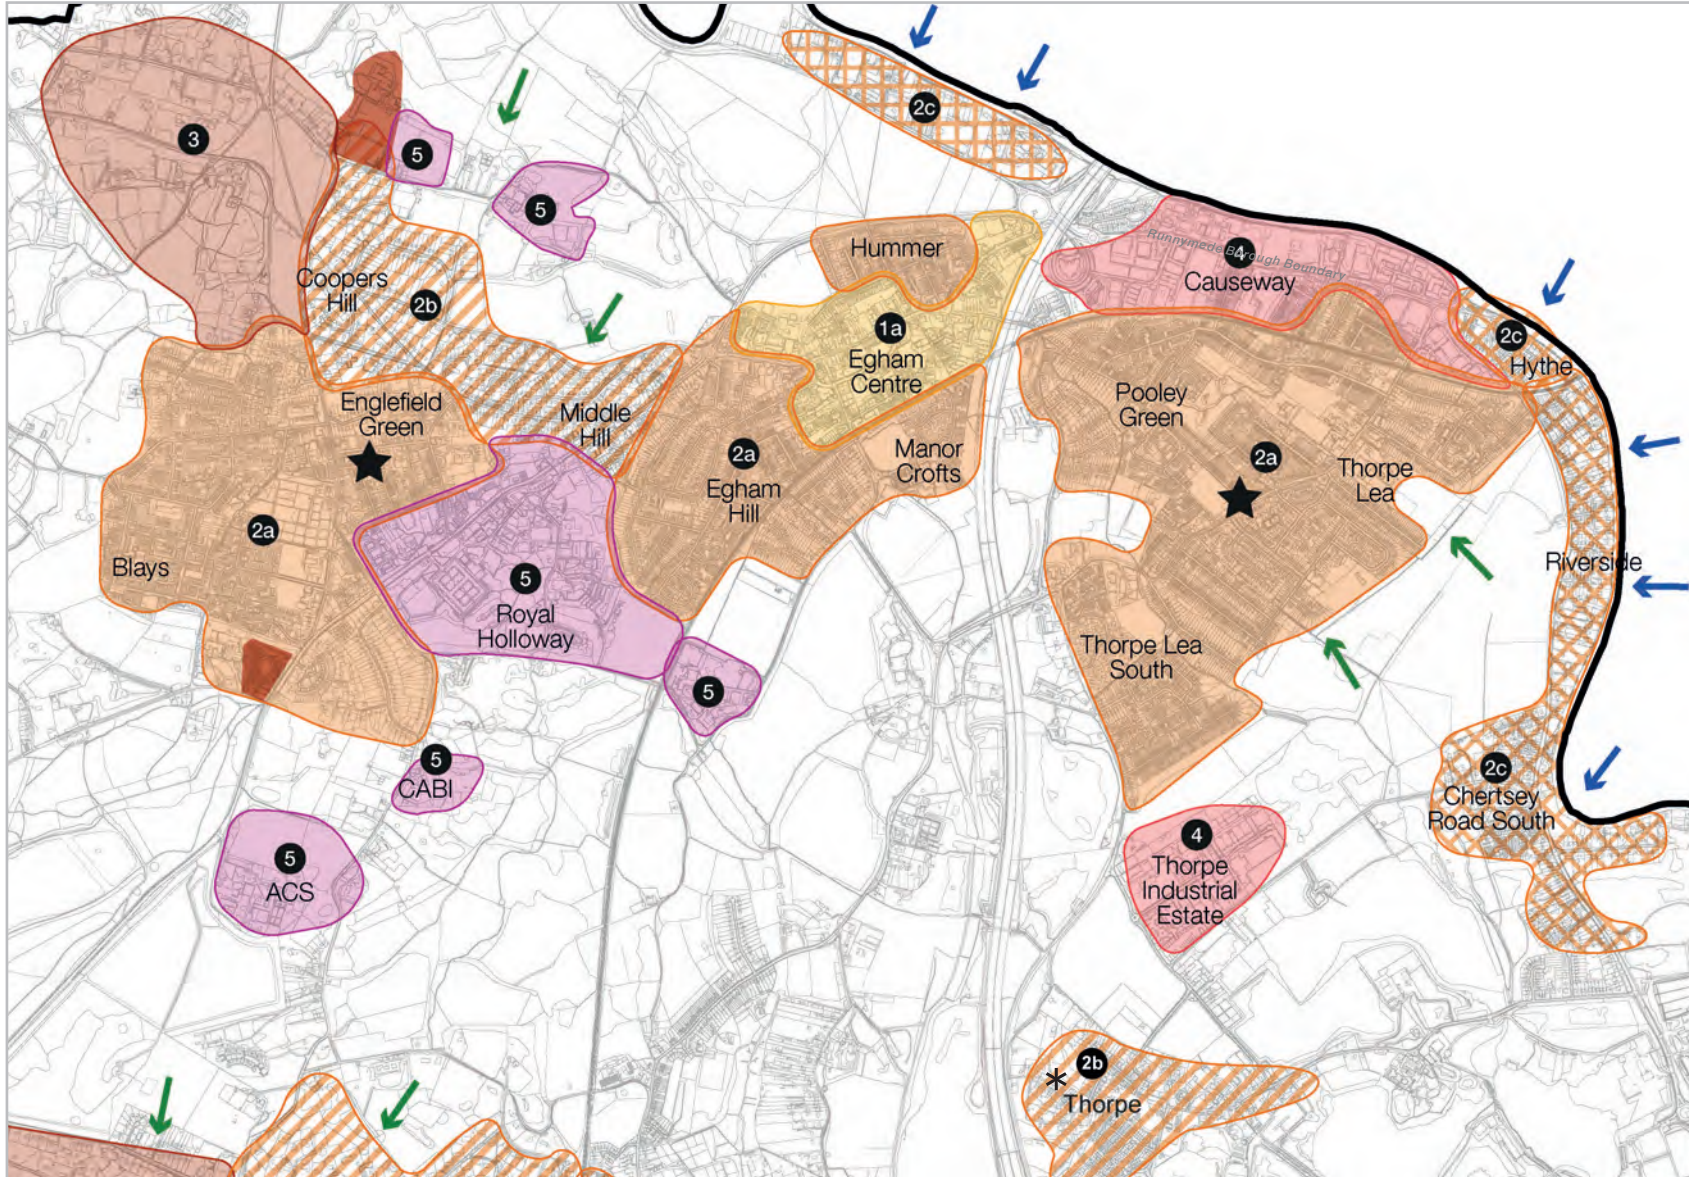 2c
3
5
5
Hummer
Runnymede Borough Boundary
4
Causeway
Coopers
Hill
2b
1a
Egham
Centre
2c
Hythe
Englefield
Green
Middle
Hill
Pooley
Green
2a
Egham
Hill
Manor
Crofts
2a
Thorpe
Lea
2a
Blays
5
Royal
Holloway
Riverside
Thorpe Lea
South
5
5
CABI
2c
Chertsey
Road South
5
ACS
4
Thorpe
Industrial
Estate
2b
*
Thorpe